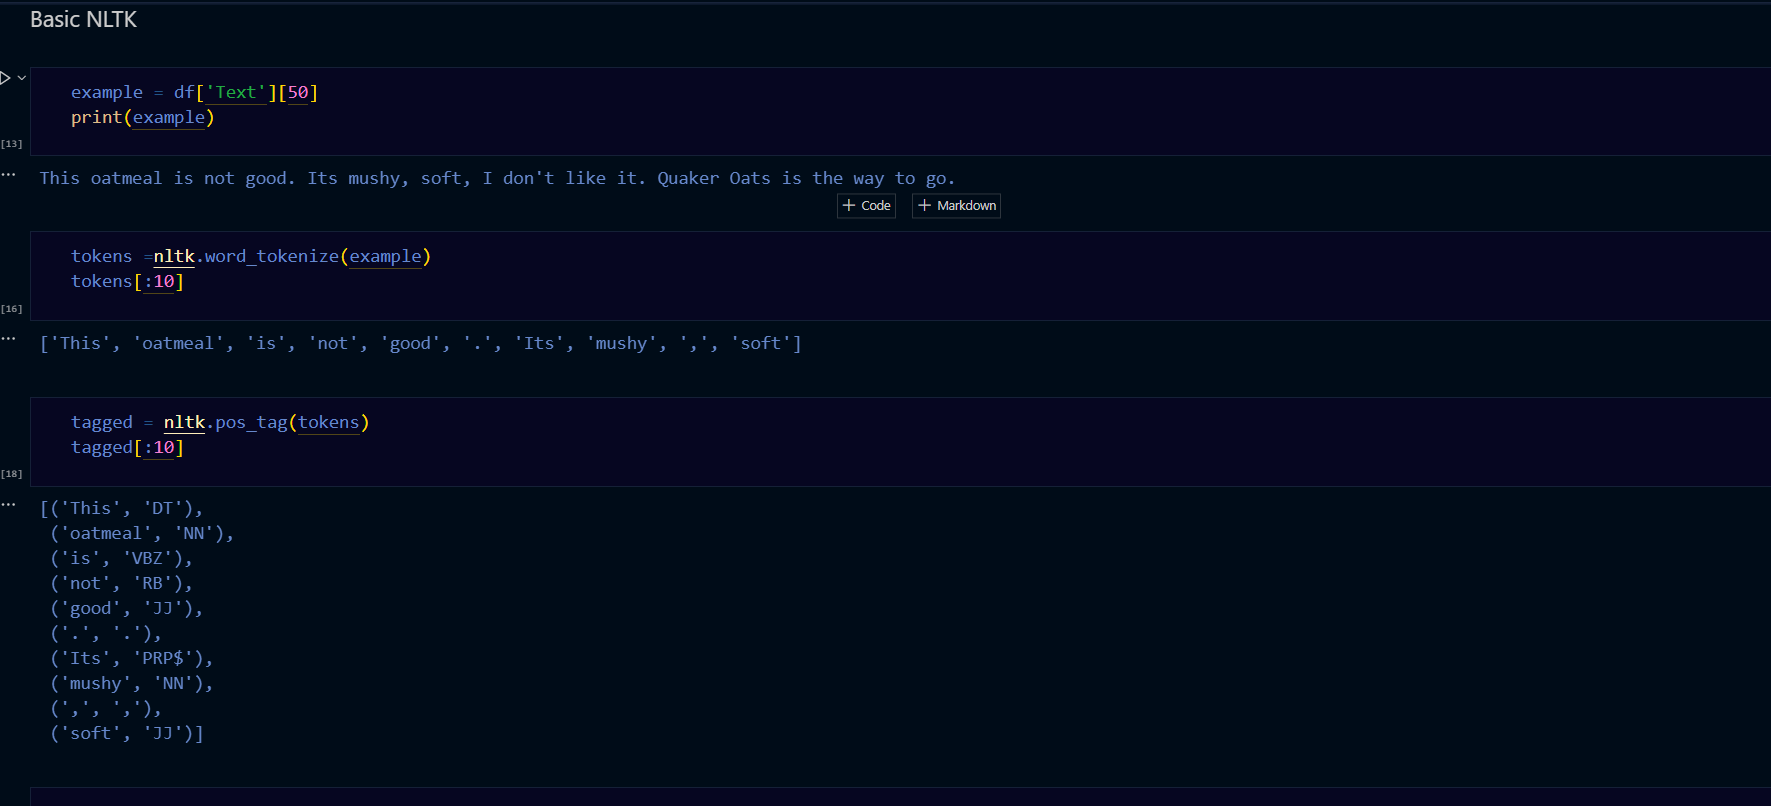 Basic NLTK
example = df['Text'][50]
print(example)
[13]
... This oatmeal is not good. Its mushy, soft, I don't like it. Quaker Oats is the way to go.
+ Code + Markdown
tokens =nltk.word_tokenize(example)
tokens[:10]
[16]
... ['This', 'oatmeal', 'is', 'not', 'good', '.', 'Its', 'mushy', ',', 'soft']
tagged = nltk.pos_tag(tokens)
tagged[:10]
[18]
... [('This', 'DT'),
('oatmeal', 'NN'),
('is', 'VBZ'),
('not', 'RB'),
('good', 'JJ'),
('.', '.'),
('Its', 'PRP$'),
('mushy', 'NN'),
(',', ','),
('soft', 'JJ')]